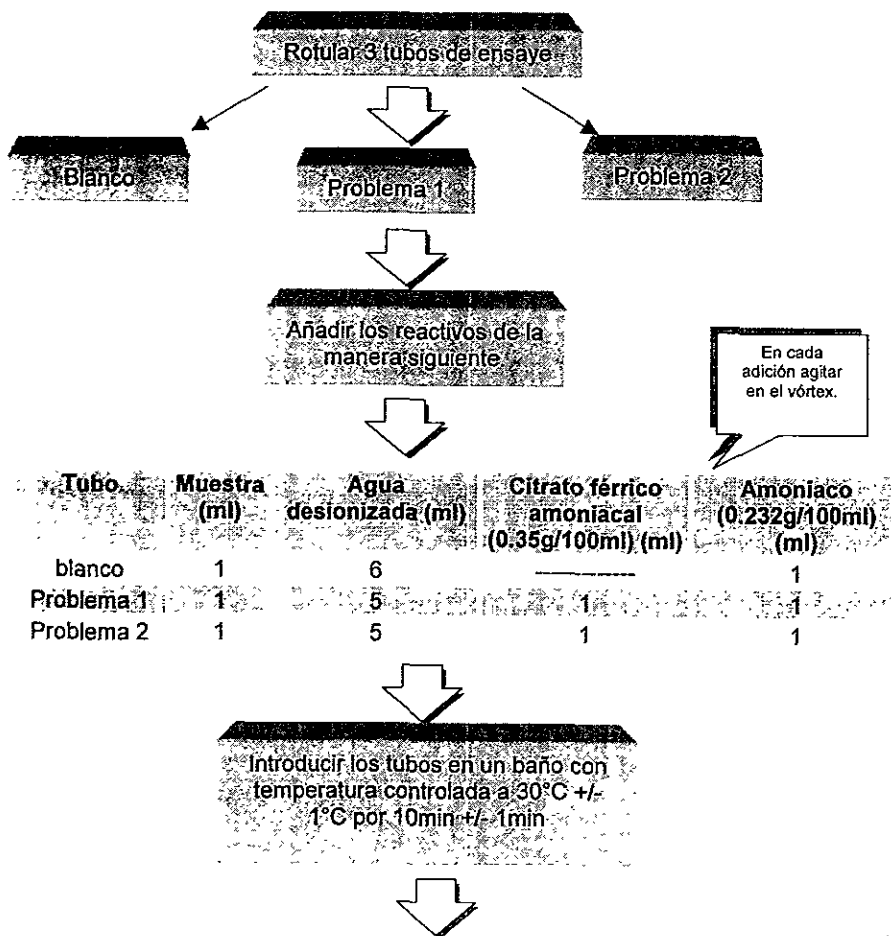 Rotular 3 tubos de ensaye
Blanco
Problema 1
Problema 2
Añadir los reactivos de la
manera siguiente
En cada
adición agitar
en el vórtex.
Tubo Muestra (ml) Agua desionizada (ml) Citrato férrico amoniacal (0.35g/100ml) (ml) Amoniaco (0.232g/100ml) (ml)
blanco 1 6 ———— 1
Problema 1 1 5 1 1
Problema 2 1 5 1 1
Introducir los tubos en un baño con
temperatura controlada a 30°C +/-
1°C por 10min +/- 1min